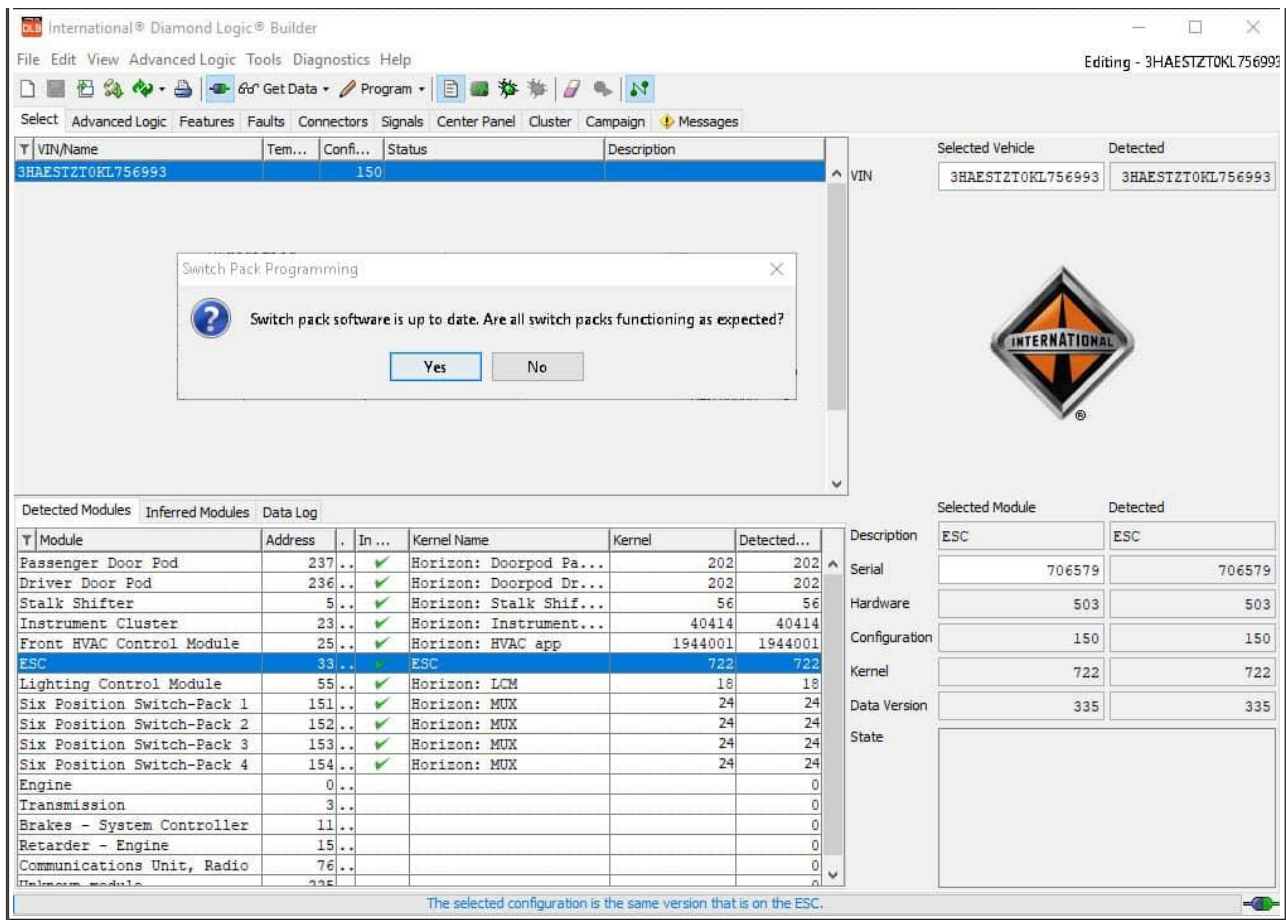 DLB International® Diamond Logic® Builder
File Edit View Advanced Logic Tools Diagnostics Help
Editing - 3HAESTZT0KL756993
Get Data Program
Select Advanced Logic Features Faults Connectors Signals Center Panel Cluster Campaign Messages
VIN/Name Tem... Confi... Status Description
3HAESTZT0KL756993 150
Selected Vehicle Detected
VIN 3HAESTZT0KL756993 3HAESTZT0KL756993
Switch Pack Programming
Switch pack software is up to date. Are all switch packs functioning as expected?
Yes No
INTERNATIONAL ®
Detected Modules Inferred Modules Data Log
Module Address . In ... Kernel Name Kernel Detected...
Passenger Door Pod 237 .. Horizon: Doorpod Pa... 202 202
Driver Door Pod 236 .. Horizon: Doorpod Dr... 202 202
Stalk Shifter 5 .. Horizon: Stalk Shif... 56 56
Instrument Cluster 23 .. Horizon: Instrument... 40414 40414
Front HVAC Control Module 25 .. Horizon: HVAC app 1944001 1944001
ESC 33 .. ESC 722 722
Lighting Control Module 55 .. Horizon: LCM 18 18
Six Position Switch-Pack 1 151 .. Horizon: MUX 24 24
Six Position Switch-Pack 2 152 .. Horizon: MUX 24 24
Six Position Switch-Pack 3 153 .. Horizon: MUX 24 24
Six Position Switch-Pack 4 154 .. Horizon: MUX 24 24
Engine 0 .. 0
Transmission 3 .. 0
Brakes - System Controller 11 .. 0
Retarder - Engine 15 .. 0
Communications Unit, Radio 76 .. 0
Selected Module Detected
Description ESC ESC
Serial 706579 706579
Hardware 503 503
Configuration 150 150
Kernel 722 722
Data Version 335 335
State
The selected configuration is the same version that is on the ESC.